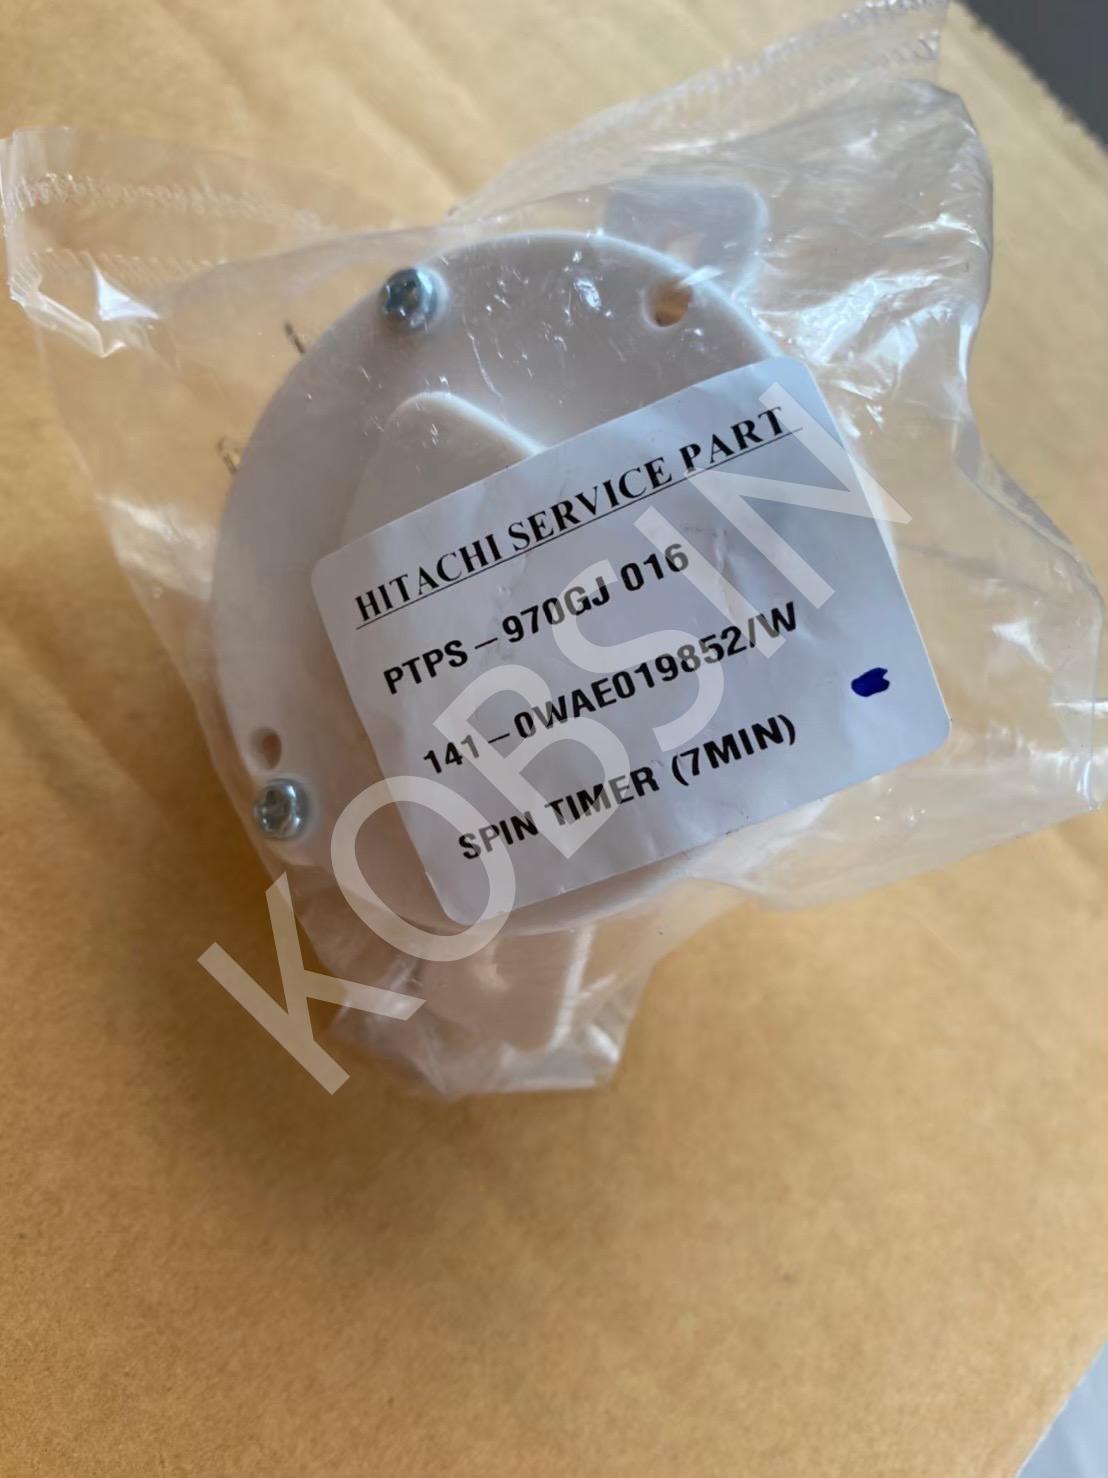 HITACHI SERVICE PART
PTPS-970GJ 016
141-0WAE019852/W
SPIN TIMER (7MIN)
KOBSIN